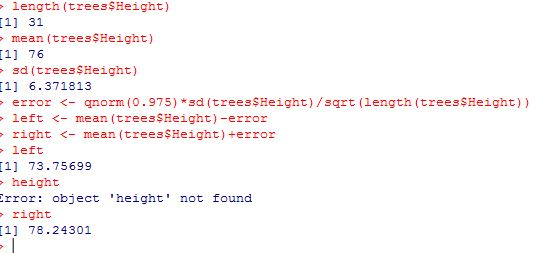 > length(trees$Height)
[1] 31
> mean(trees$Height)
[1] 76
> sd(trees$Height)
[1] 6.371813
> error <- qnorm(0.975)*sd(trees$Height)/sqrt(length(trees$Height))
> left <- mean(trees$Height)-error
> right <- mean(trees$Height)+error
> left
[1] 73.75699
> height
Error: object 'height' not found
> right
[1] 78.24301
>